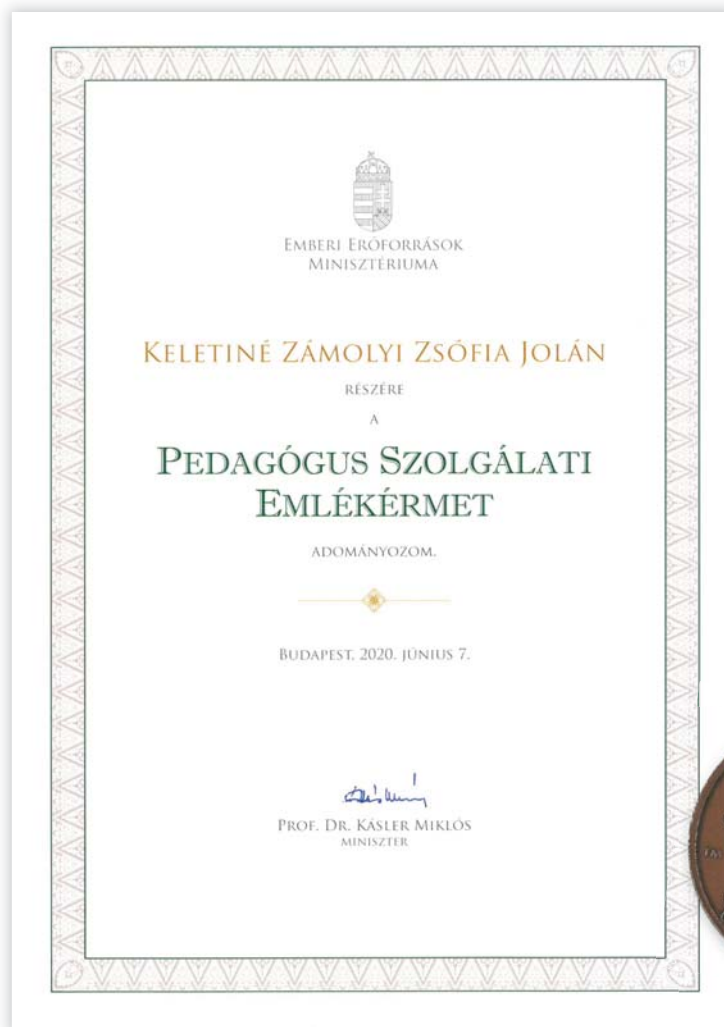 EMBERI ERŐFORRÁSOK
MINISZTÉRIUMA
KELETINÉ ZÁMOLYI ZSÓFIA JOLÁN
RÉSZÉRE
A
PEDAGÓGUS SZOLGÁLATI
EMLÉKÉRMET
ADOMÁNYOZOM.
BUDAPEST, 2020. JÚNIUS 7.
PROF. DR. KÁSLER MIKLÓS
MINISZTER